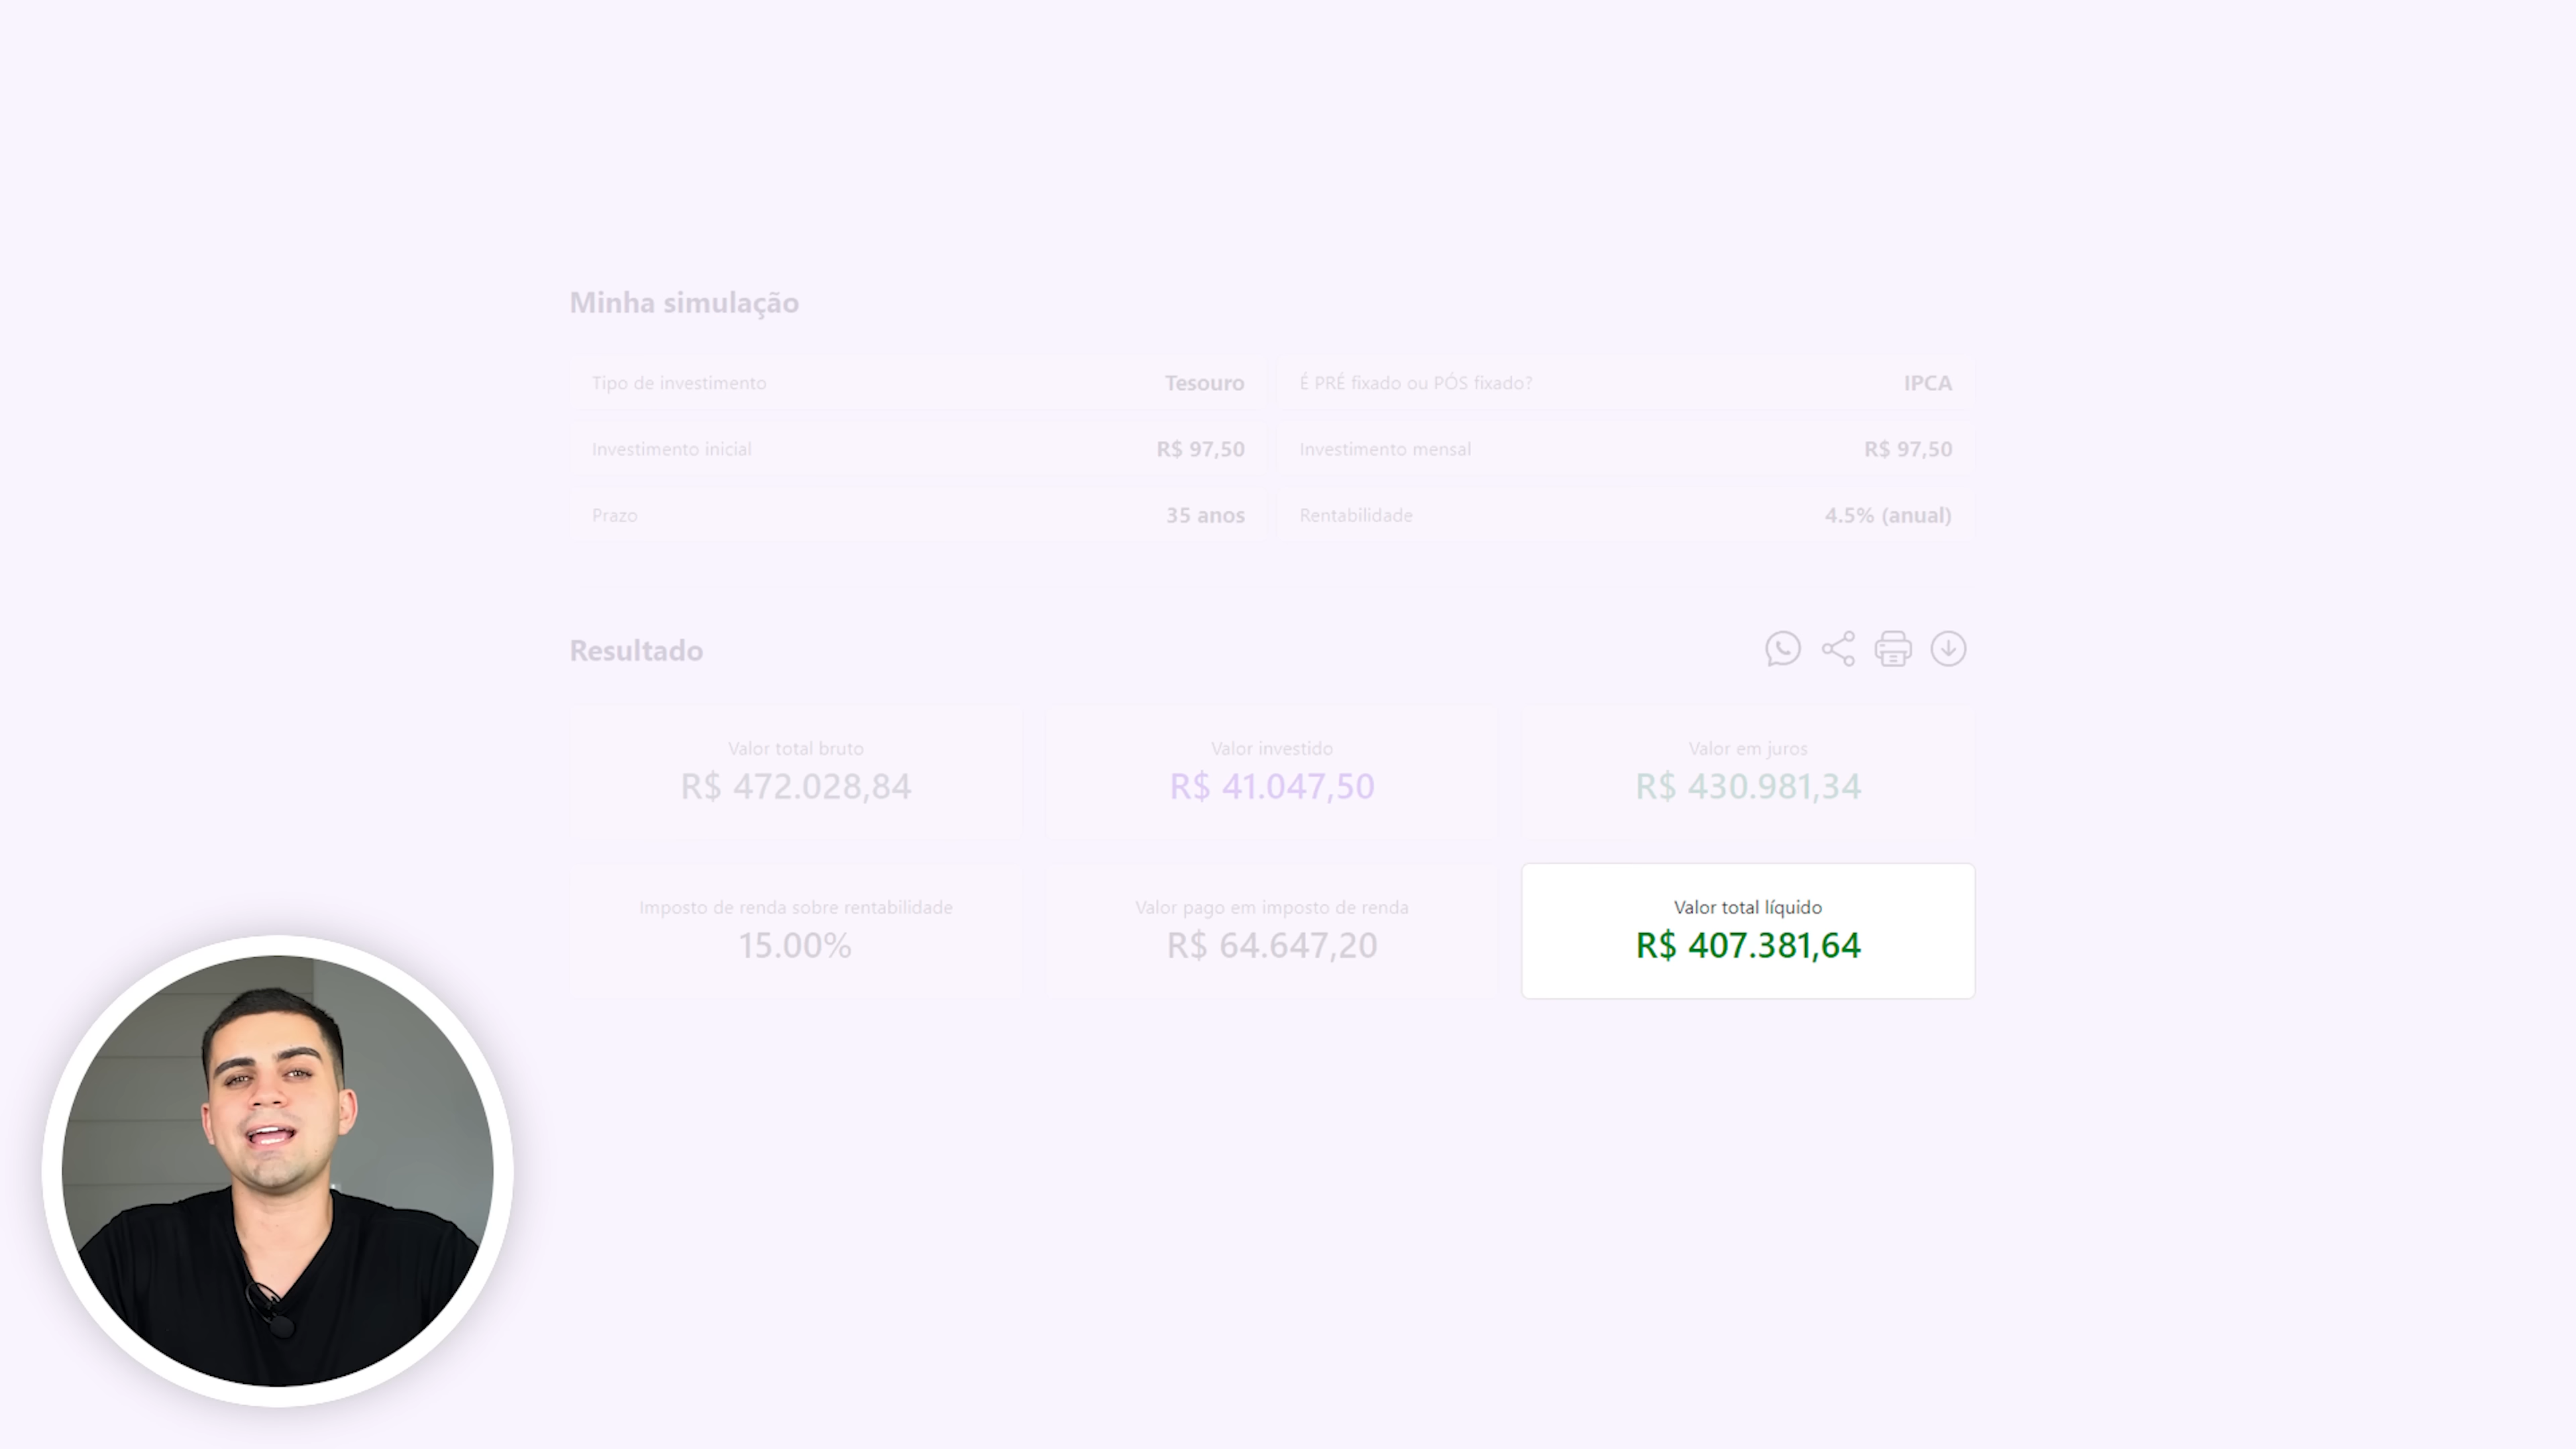 Minha simulação
Tipo de investimento Tesouro
É PRÉ fixado ou PÓS fixado? IPCA
Investimento inicial R$ 97,50
Investimento mensal R$ 97,50
Prazo 35 anos
Rentabilidade 4.5% (anual)
Resultado
Valor total bruto
R$ 472.028,84
Valor investido
R$ 41.047,50
Valor em juros
R$ 430.981,34
Imposto de renda sobre rentabilidade
15.00%
Valor pago em imposto de renda
R$ 64.647,20
Valor total líquido
R$ 407.381,64